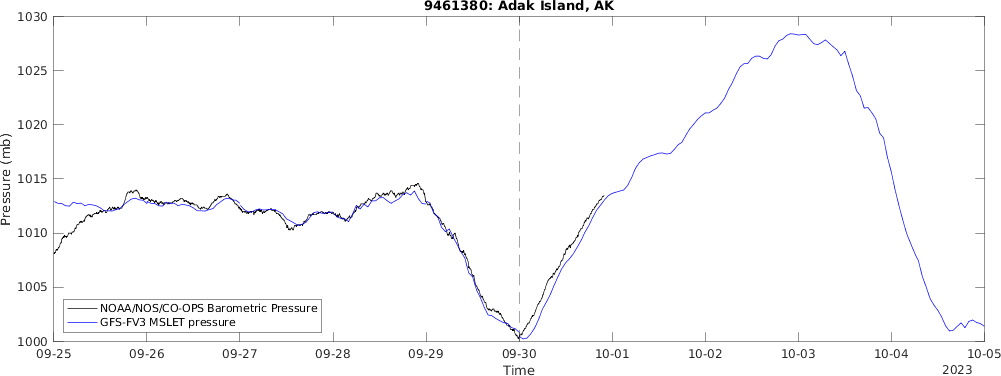 9461380: Adak Island, AK
Pressure (mb)
1030
1025
1020
1015
1010
1005
1000
NOAA/NOS/CO-OPS Barometric Pressure
GFS-FV3 MSLET pressure
09-25 09-26 09-27 09-28 09-29 09-30 10-01 10-02 10-03 10-04 10-05
Time
2023